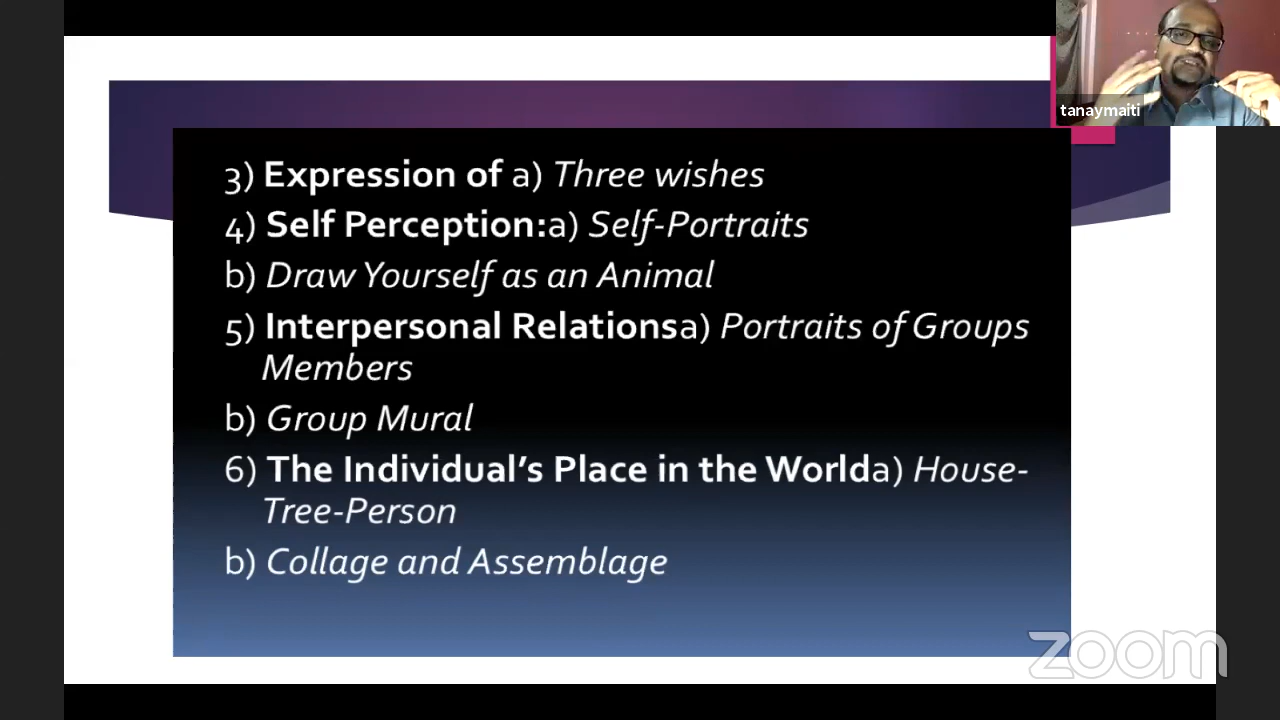 tanaymaiti
3) Expression of a) Three wishes
4) Self Perception:a) Self-Portraits
b) Draw Yourself as an Animal
5) Interpersonal Relationsa) Portraits of Groups
Members
b) Group Mural
6) The Individual’s Place in the Worlda) House-
Tree-Person
b) Collage and Assemblage
zoom